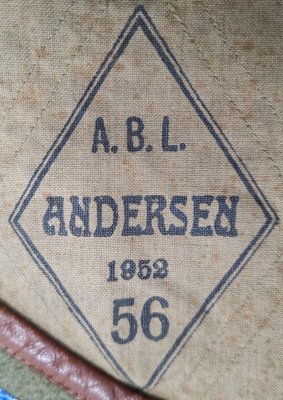 A. B. L.
ANDERSEN
1952
56